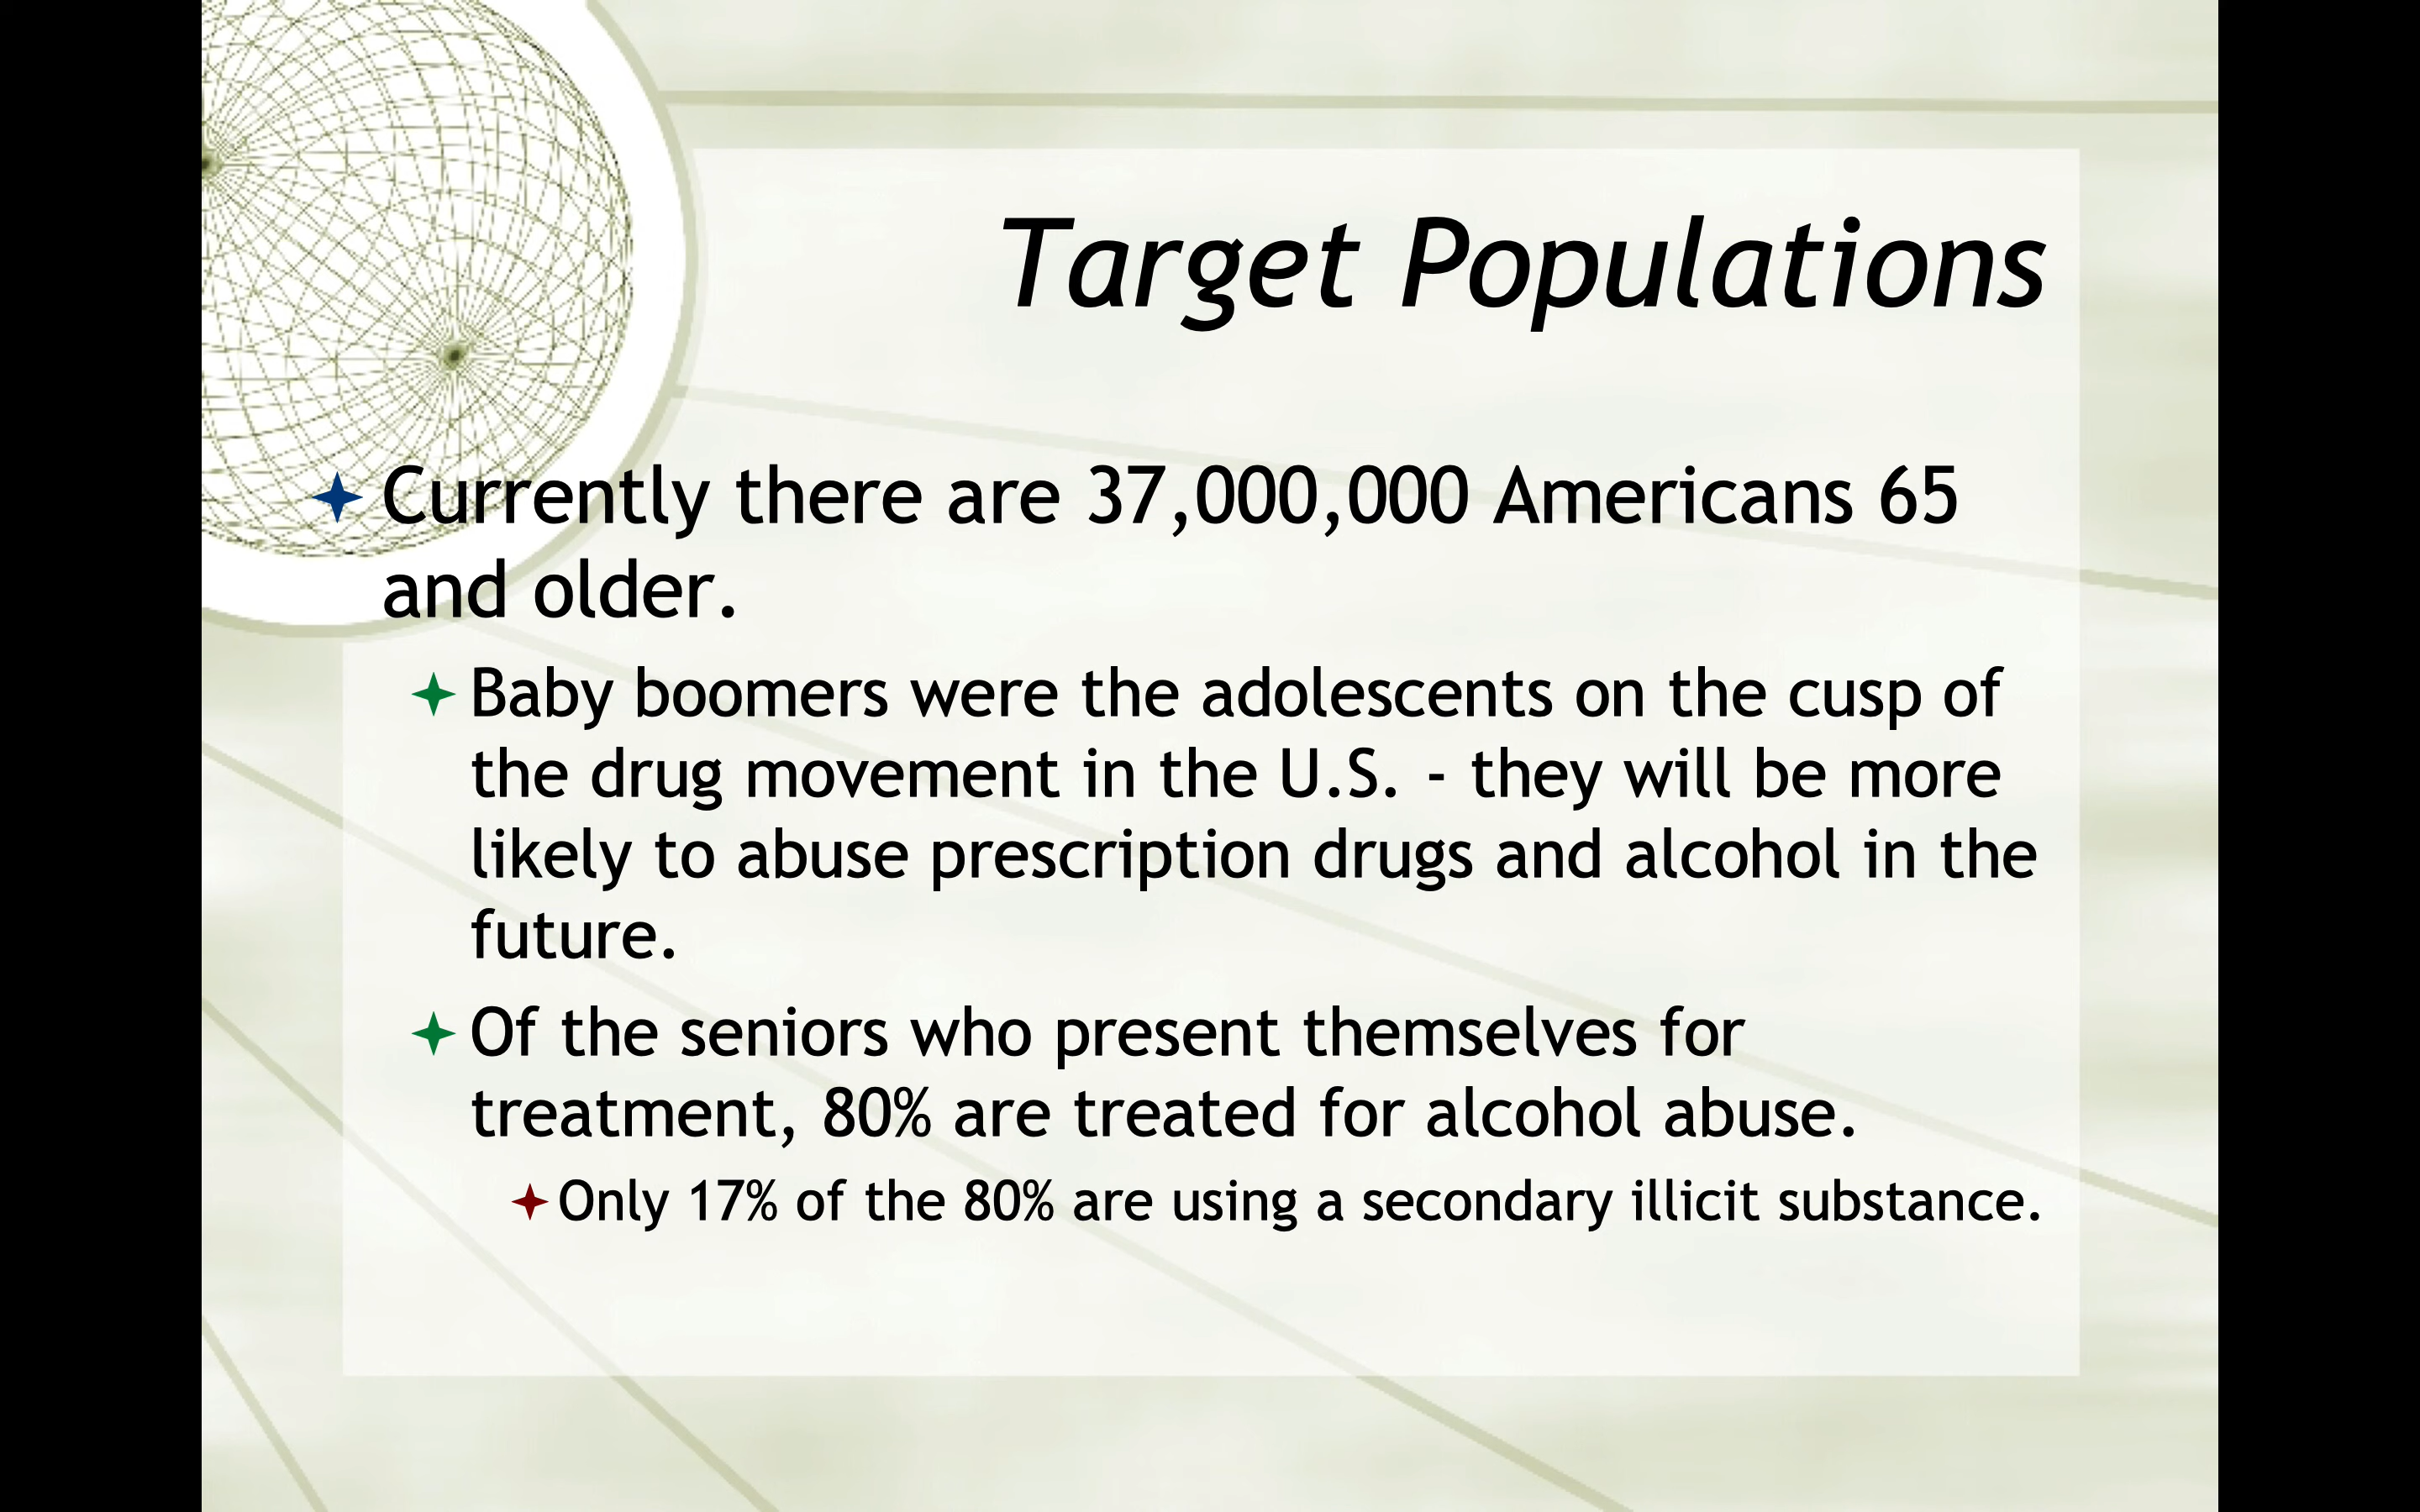 Target Populations
Currently there are 37,000,000 Americans 65
and older.
Baby boomers were the adolescents on the cusp of
the drug movement in the U.S. - they will be more
likely to abuse prescription drugs and alcohol in the
future.
Of the seniors who present themselves for
treatment, 80% are treated for alcohol abuse.
Only 17% of the 80% are using a secondary illicit substance.